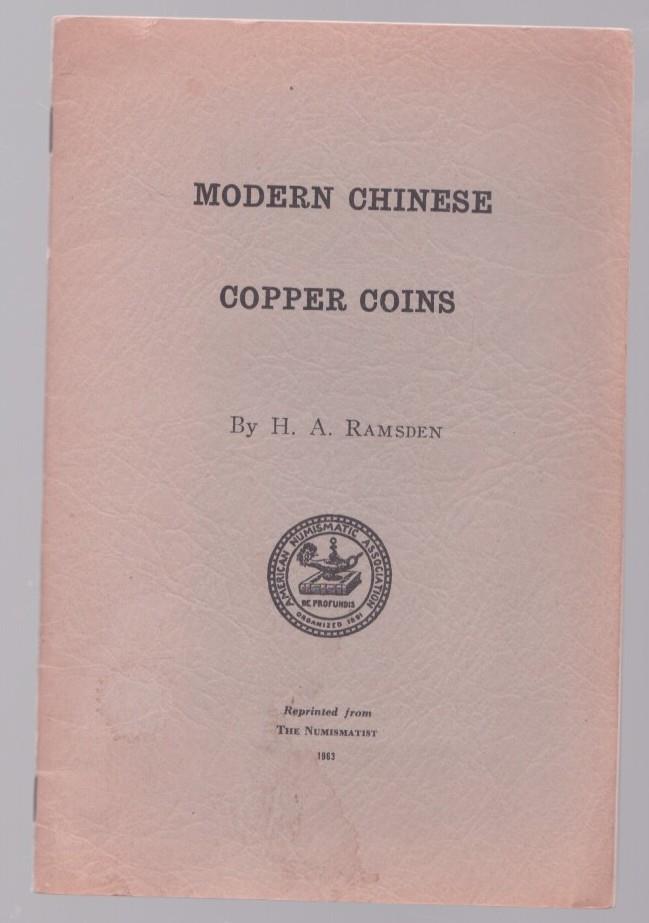 MODERN CHINESE
COPPER COINS
By H. A. RAMSDEN
AMERICAN NUMISMATIC ASSOCIATION
DE PROFUNDIS
ORGANIZED 1891
Reprinted from
THE NUMISMATIST
1963